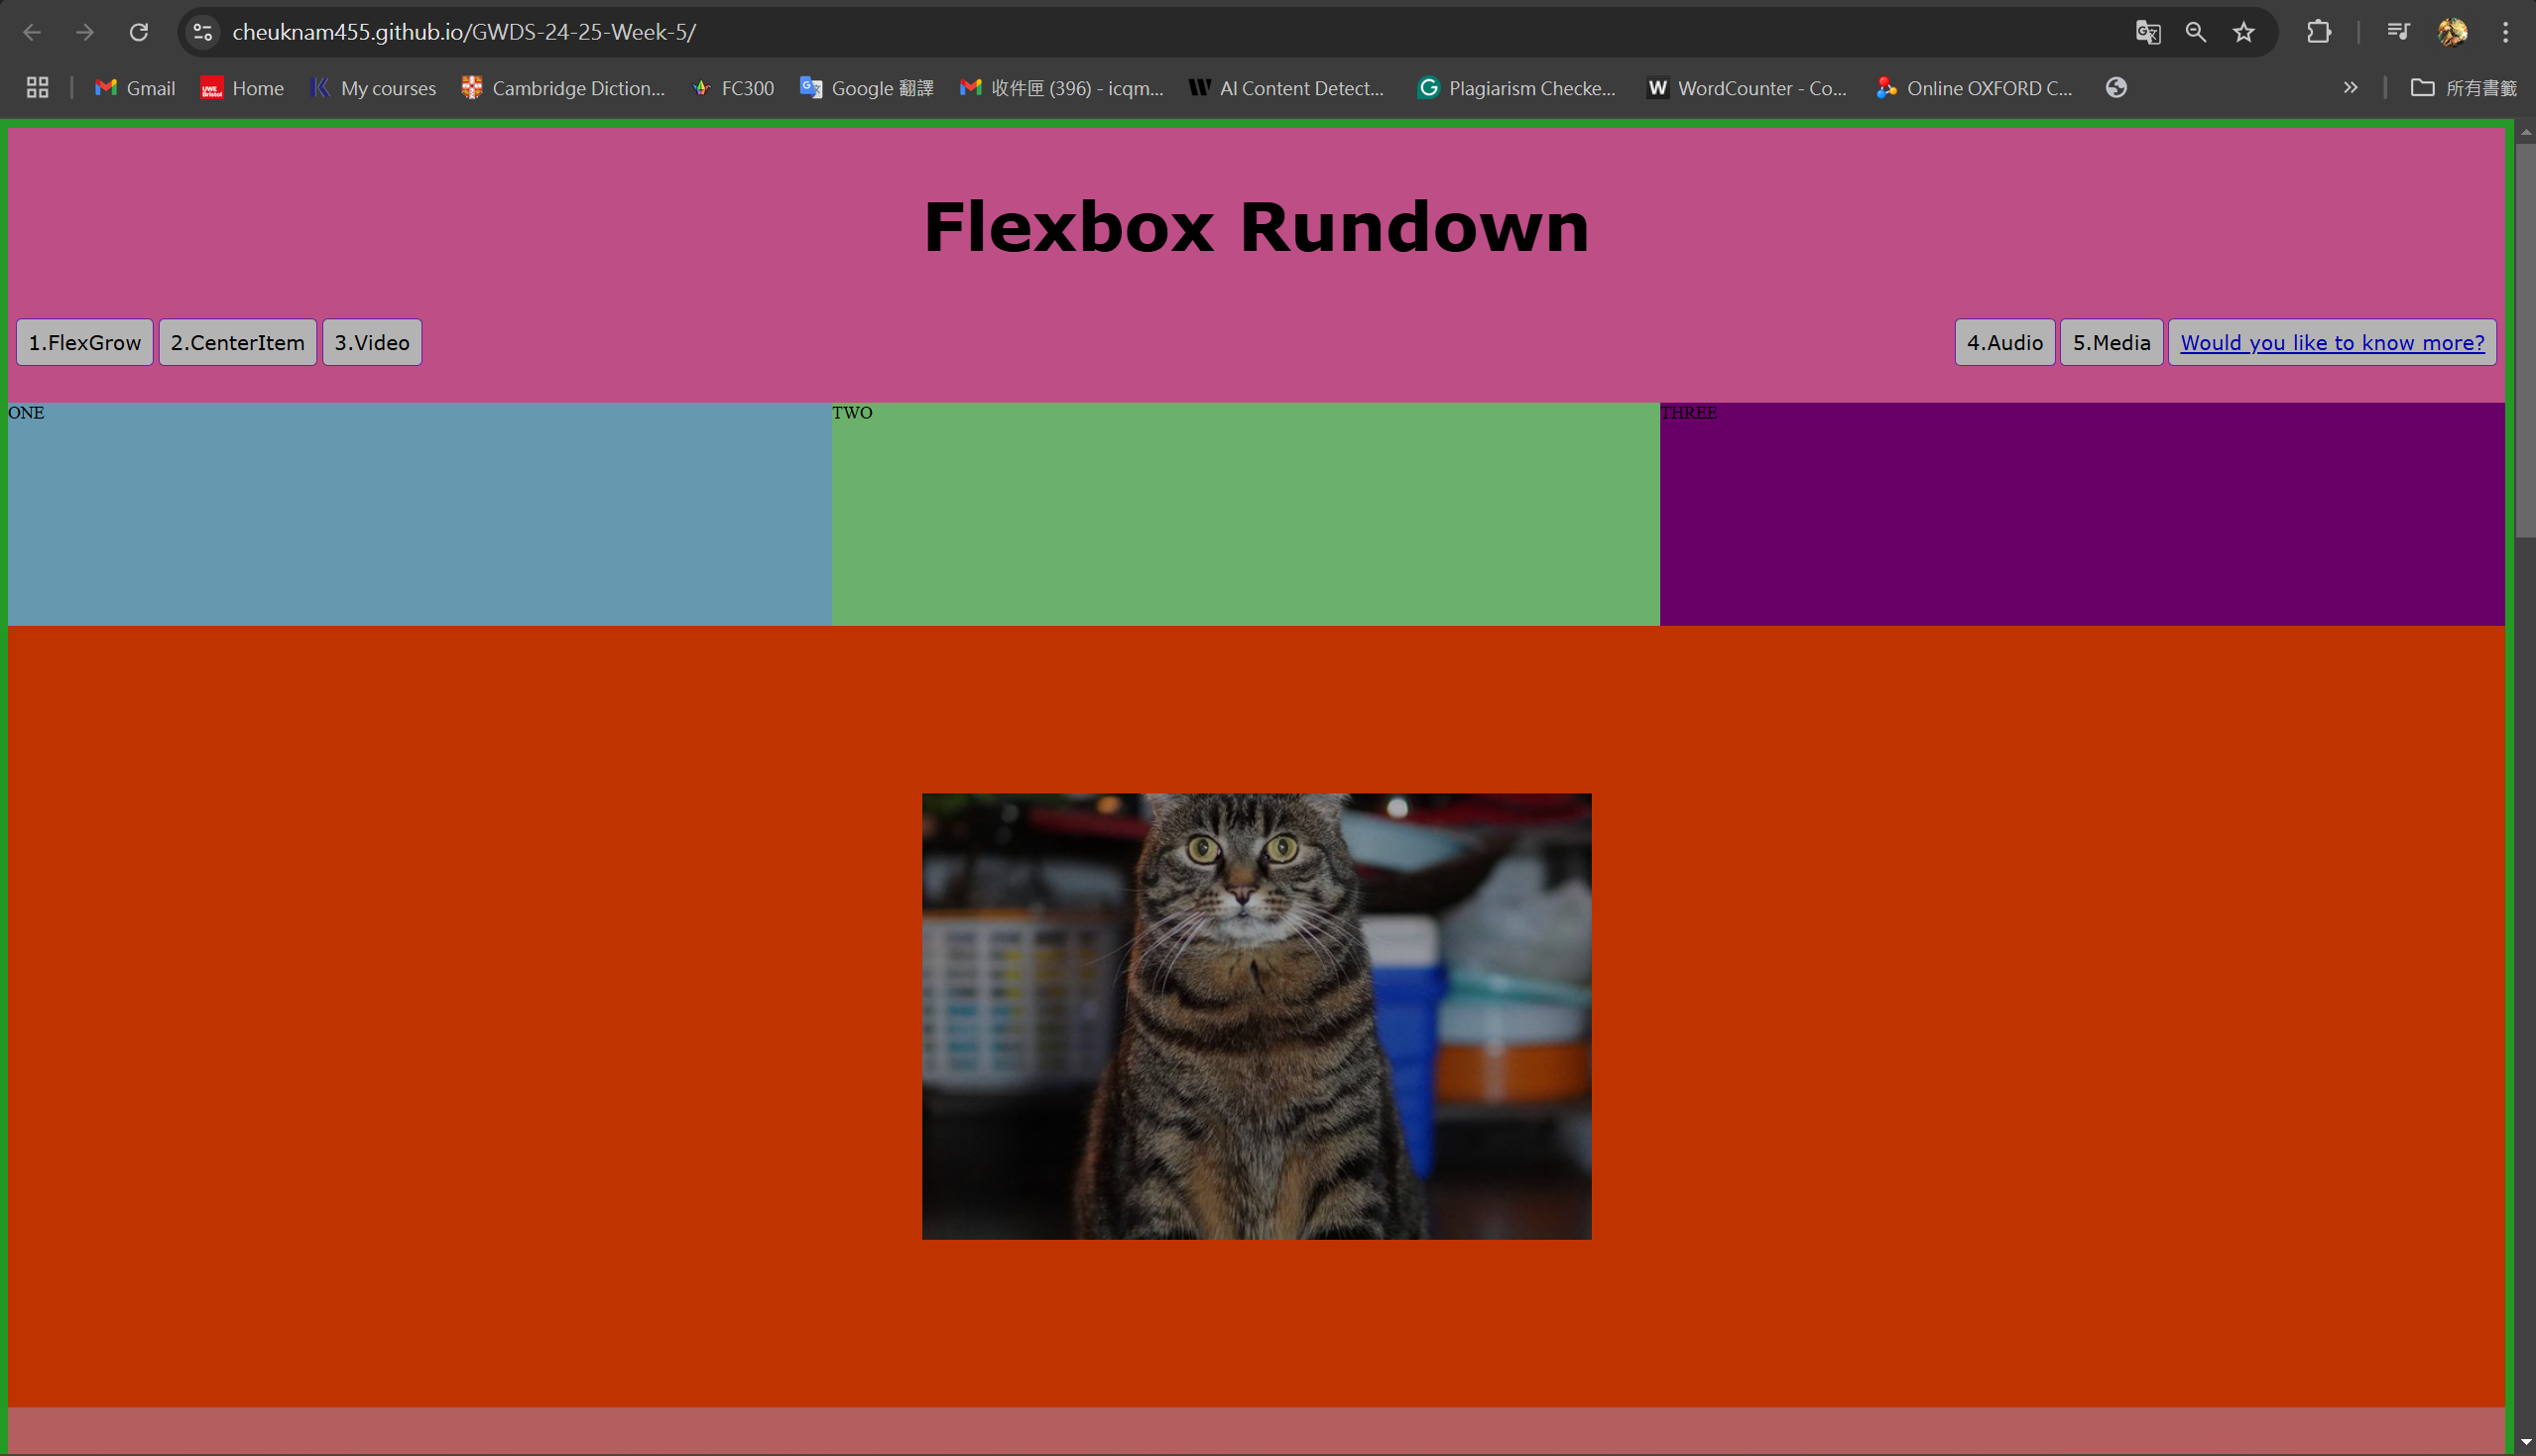 cheuknam455.github.io/GWDS-24-25-Week-5/
Gmail
UWE Bristol Home
My courses
Cambridge Diction...
FC300
Google 翻譯
收件匣 (396) - icqm...
AI Content Detect...
Plagiarism Checke...
WordCounter - Co...
Online OXFORD C...
所有書籤
Flexbox Rundown
1.FlexGrow
2.CenterItem
3.Video
4.Audio
5.Media
Would you like to know more?
ONE
TWO
THREE